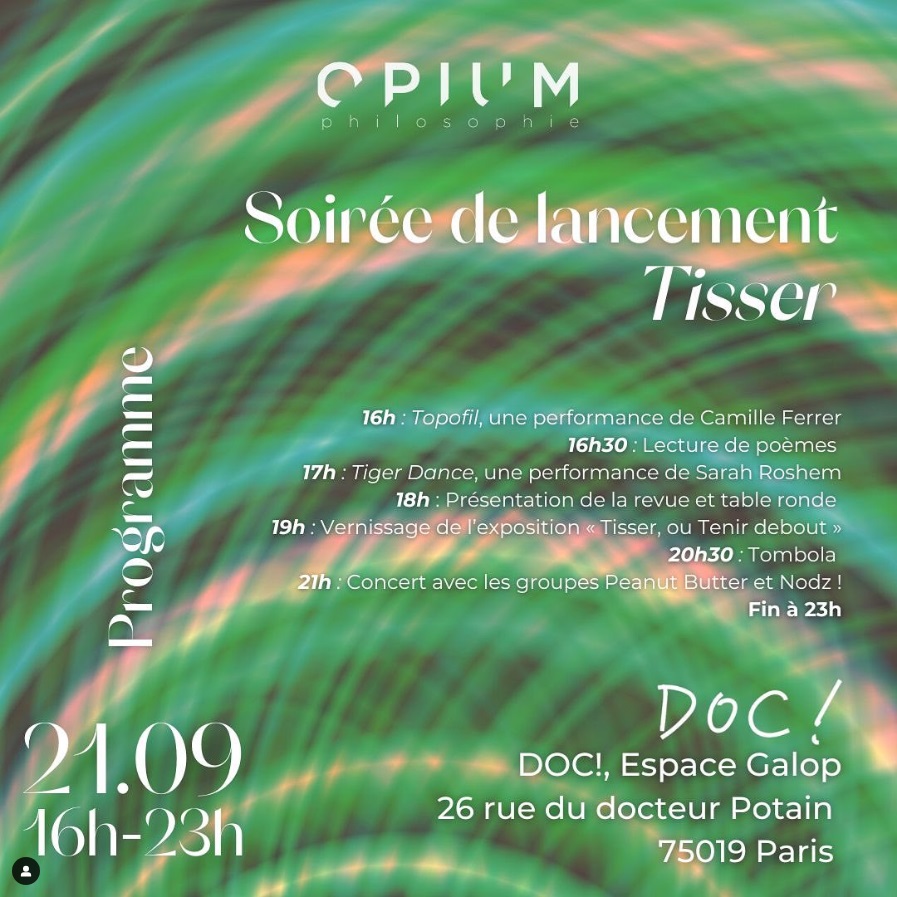 OPIUM
philosophie
Soirée de lancement
Tisser
Programme
16h : Topofil, une performance de Camille Ferrer
16h30 : Lecture de poèmes
17h : Tiger Dance, une performance de Sarah Roshem
18h : Présentation de la revue et table ronde
19h : Vernissage de l'exposition « Tisser, ou Tenir debout »
20h30 : Tombola
21h : Concert avec les groupes Peanut Butter et Nodz !
Fin à 23h
21.09
16h-23h
DOC !
DOC!, Espace Galop
26 rue du docteur Potain
75019 Paris